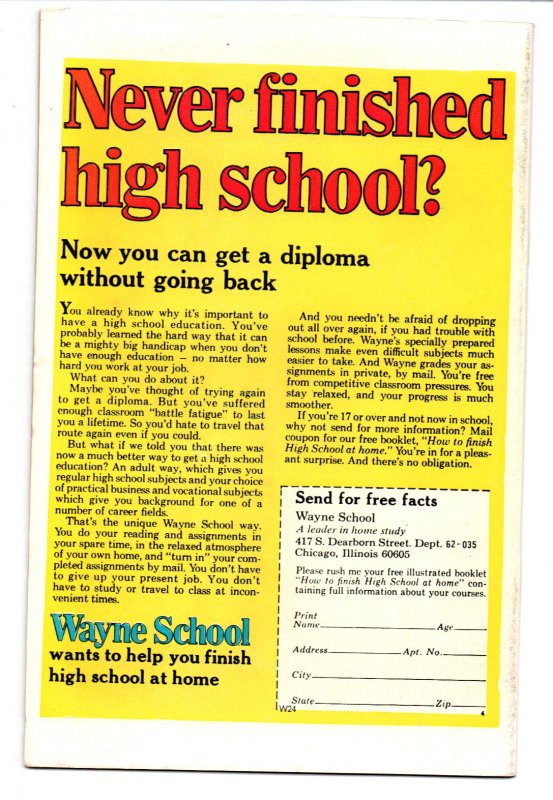 Never finished
high school?
Now you can get a diploma
without going back
You already know why it's important to
have a high school education. You've
probably learned the hard way that it can
be a mighty big handicap when you don't
have enough education — no matter how
hard you work at your job.
What can you do about it?
Maybe you've thought of trying again
to get a diploma. But you've suffered
enough classroom "battle fatigue" to last
you a lifetime. So you'd hate to travel that
route again even if you could.
But what if we told you that there was
now a much better way to get a high school
education? An adult way, which gives you
regular high school subjects and your choice
of practical business and vocational subjects
which give you background for one of a
number of career fields.
That's the unique Wayne School way.
You do your reading and assignments in
your spare time, in the relaxed atmosphere
of your own home, and "turn in" your com-
pleted assignments by mail. You don't have
to give up your present job. You don't
have to study or travel to class at incon-
venient times.
Wayne School
wants to help you finish
high school at home
And you needn't be afraid of dropping
out all over again, if you had trouble with
school before. Wayne's specially prepared
lessons make even difficult subjects much
easier to take. And Wayne grades your as-
signments in private, by mail. You're free
from competitive classroom pressures. You
stay relaxed, and your progress is much
smoother.
If you're 17 or over and not now in school,
why not send for more information? Mail
coupon for our free booklet, "How to finish
High School at home." You're in for a pleas-
ant surprise. And there's no obligation.
Send for free facts
Wayne School
A leader in home study
417 S. Dearborn Street. Dept. 62-035
Chicago, Illinois 60605
Please rush me your free illustrated booklet
"How to finish High School at home" con-
taining full information about your courses.
Print
Name Age
Address Apt. No.
City
State Zip
W24 4